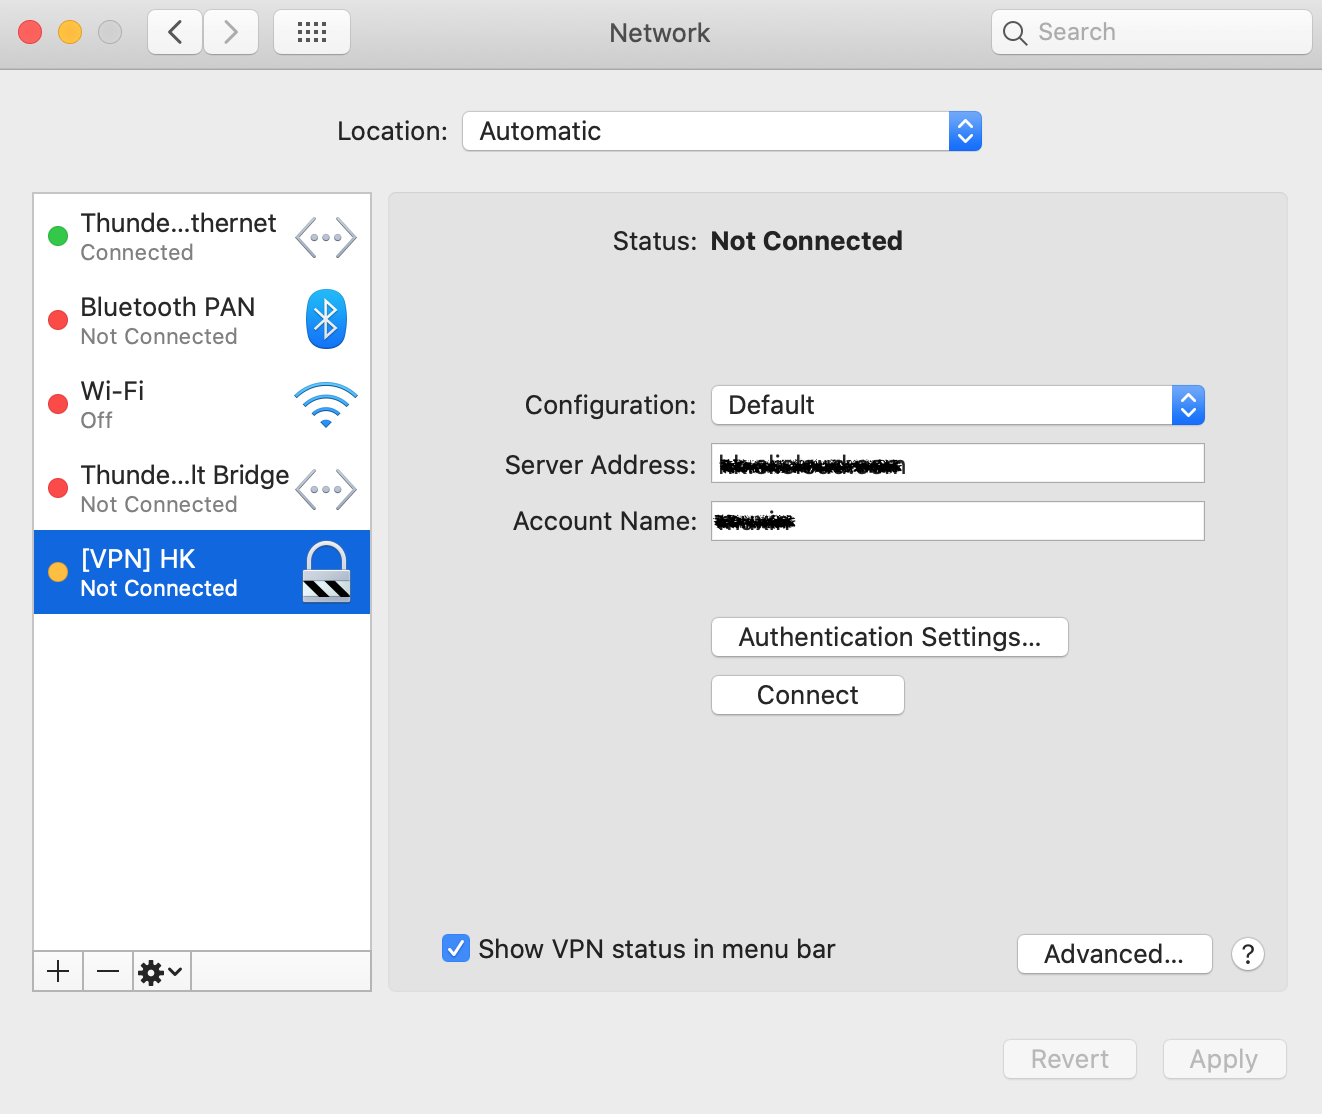 Network
Search
Location: Automatic
Thunde...thernet
Connected
Bluetooth PAN
Not Connected
Wi-Fi
Off
Thunde...lt Bridge
Not Connected
[VPN] HK
Not Connected
Status: Not Connected
Configuration: Default
Server Address:
Account Name:
Authentication Settings...
Connect
Show VPN status in menu bar
Advanced...
?
Revert
Apply